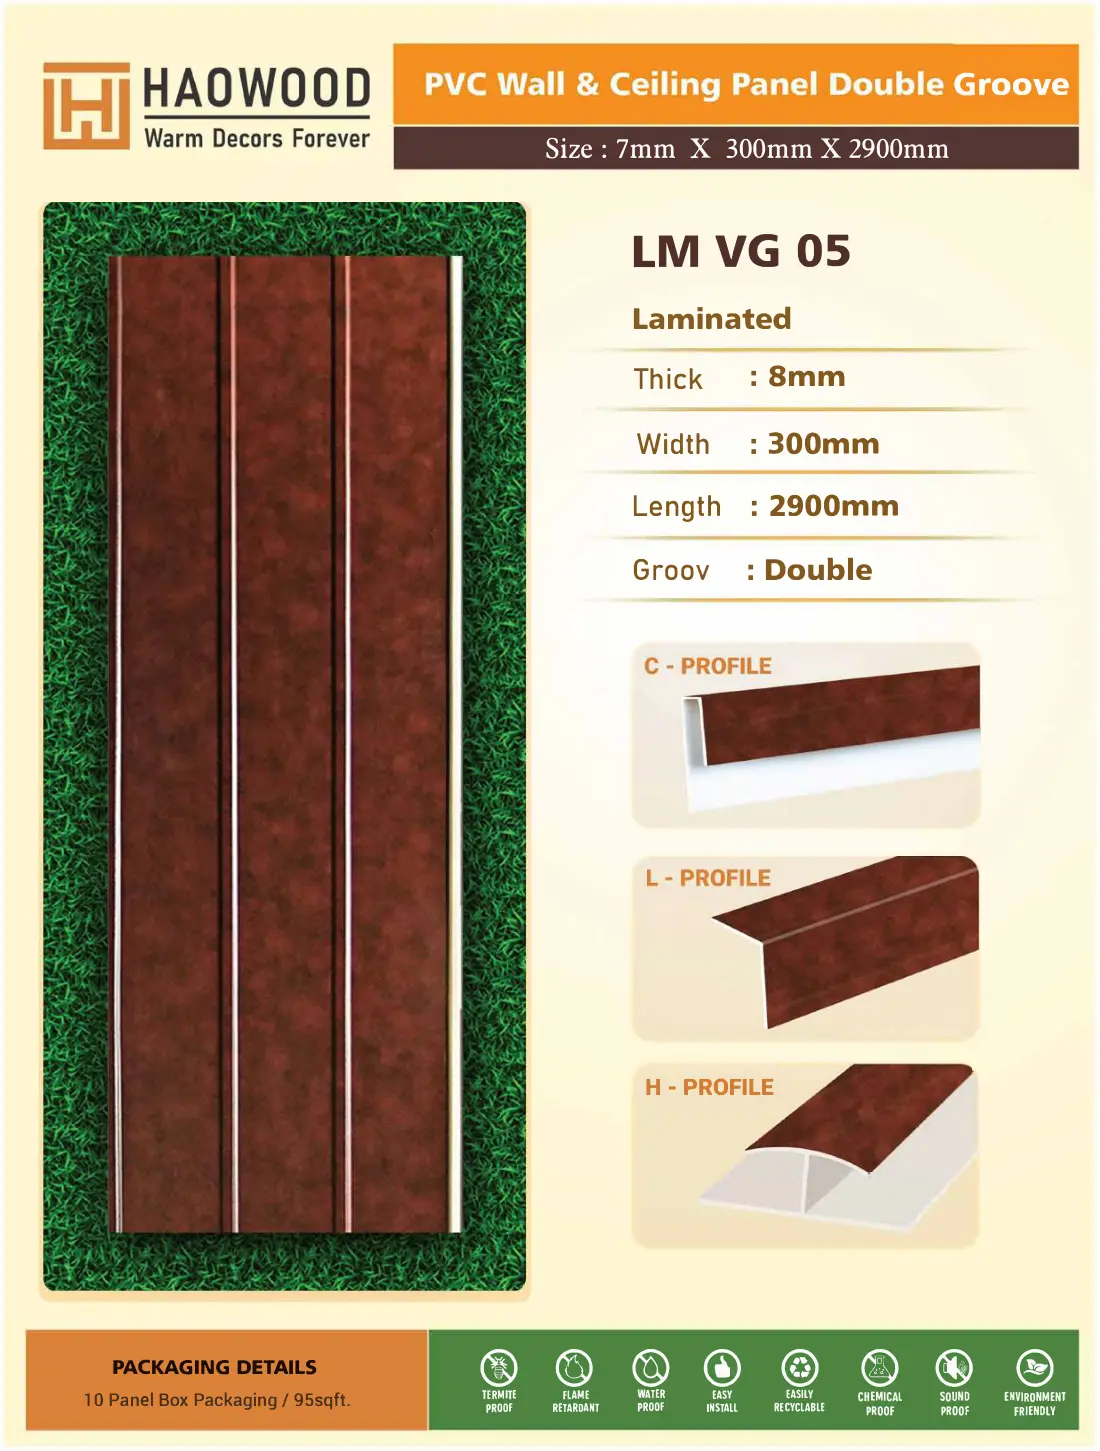 HAOWOOD
Warm Decors Forever
PVC Wall & Ceiling Panel Double Groove
Size : 7mm X 300mm X 2900mm
LM VG 05
Laminated
Thick : 8mm
Width : 300mm
Length : 2900mm
Groov : Double
C - PROFILE
L - PROFILE
H - PROFILE
PACKAGING DETAILS
10 Panel Box Packaging / 95sqft.
TERMITE
PROOF
FLAME
RETARDANT
WATER
PROOF
EASY
INSTALL
EASILY
RECYCLABLE
CHEMICAL
PROOF
SOUND
PROOF
ENVIRONMENT
FRIENDLY